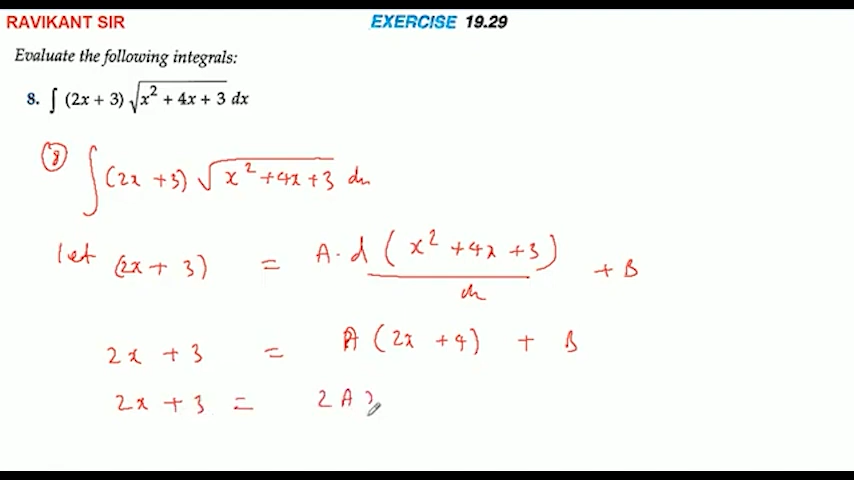 RAVIKANT SIR
EXERCISE 19.29
Evaluate the following integrals:
8. ∫ (2x + 3) √(x² + 4x + 3) dx
⑧ ∫ (2x + 3) √(x² + 4x + 3) dx
let (2x + 3) = A · d (x² + 4x + 3) / dx + B
2x + 3 = A (2x + 4) + B
2x + 3 = 2A